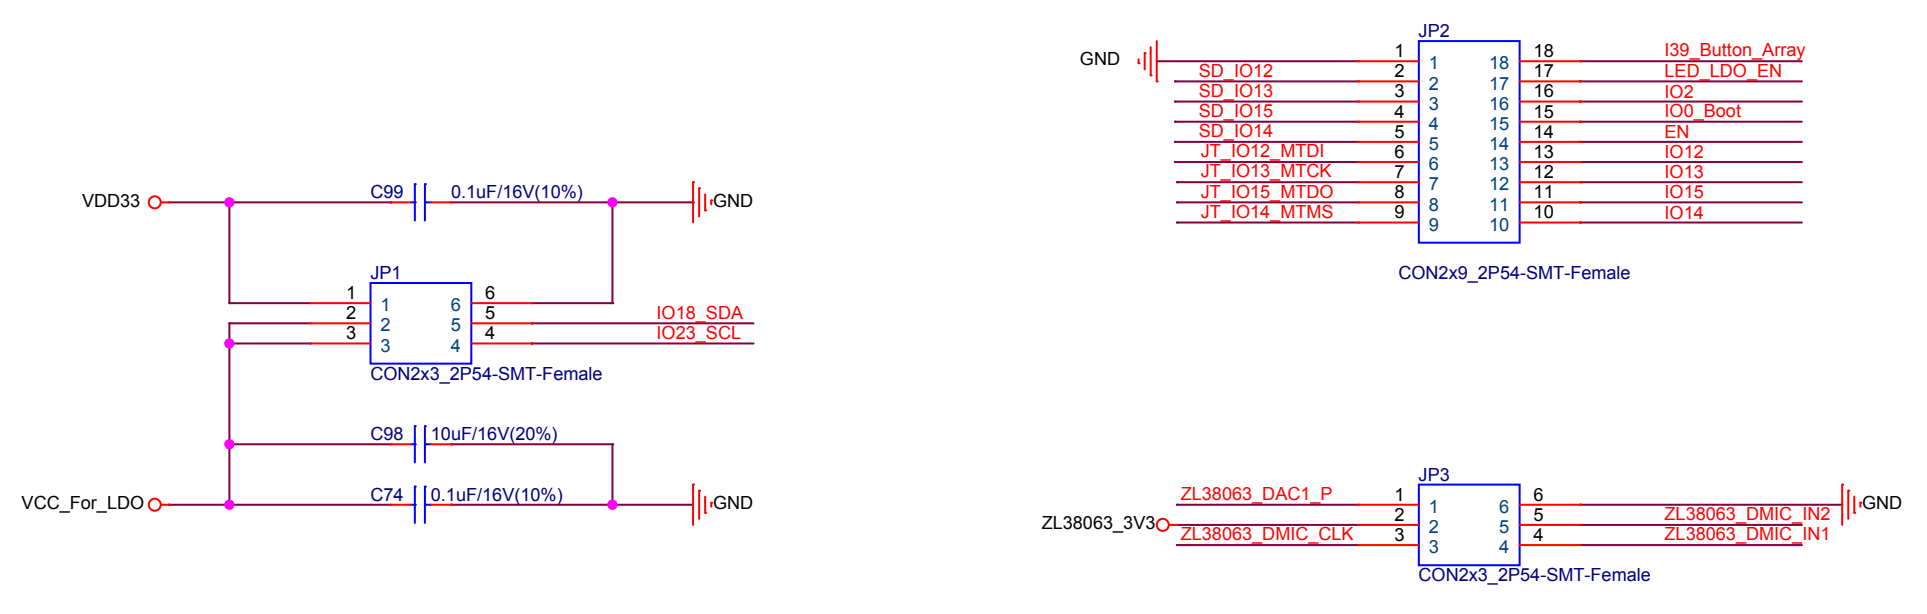 VDD33
C99 0.1uF/16V(10%)
GND
JP1
1 1 6 6
2 2 5 5 IO18_SDA
3 3 4 4 IO23_SCL
CON2x3_2P54-SMT-Female
C98 10uF/16V(20%)
VCC_For_LDO
C74 0.1uF/16V(10%)
GND
JP2
GND 1 1 18 18 I39_Button_Array
SD_IO12 2 2 17 17 LED_LDO_EN
SD_IO13 3 3 16 16 IO2
SD_IO15 4 4 15 15 IO0_Boot
SD_IO14 5 5 14 14 EN
JT_IO12_MTDI 6 6 13 13 IO12
JT_IO13_MTCK 7 7 12 12 IO13
JT_IO15_MTDO 8 8 11 11 IO15
JT_IO14_MTMS 9 9 10 10 IO14
CON2x9_2P54-SMT-Female
JP3
ZL38063_DAC1_P 1 1 6 6 GND
ZL38063_3V3 2 2 5 5 ZL38063_DMIC_IN2
ZL38063_DMIC_CLK 3 3 4 4 ZL38063_DMIC_IN1
CON2x3_2P54-SMT-Female